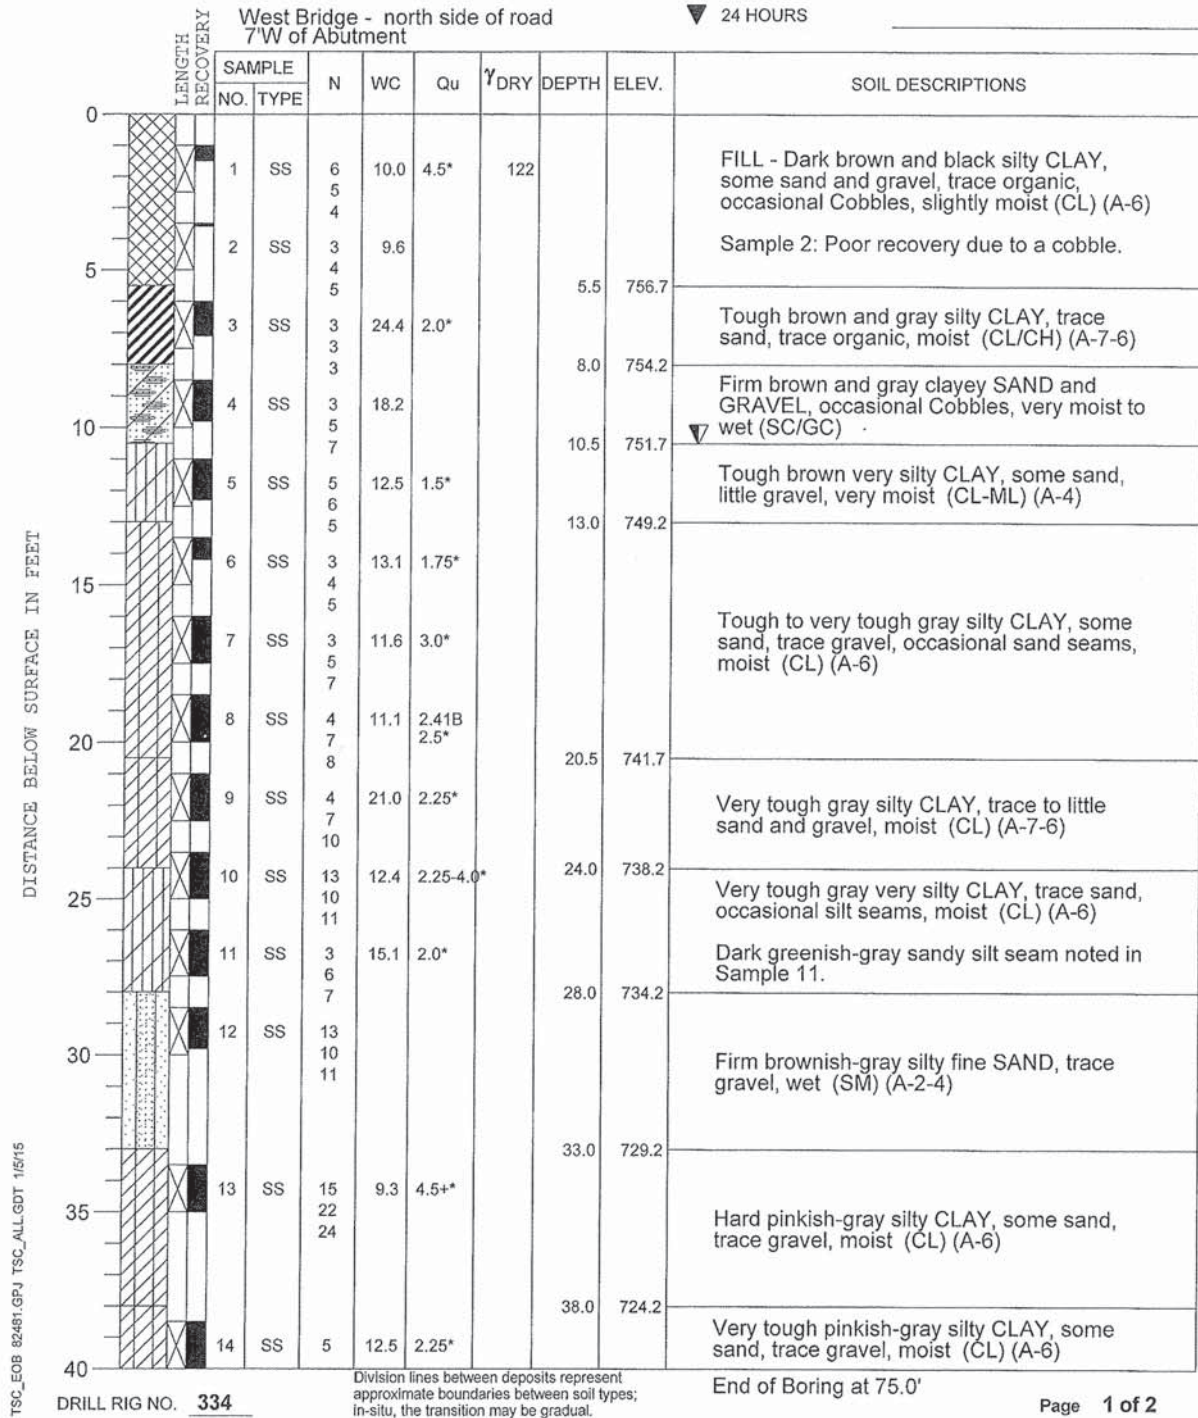 West Bridge - north side of road
7'W of Abutment
▼ 24 HOURS
LENGTH
RECOVERY
SAMPLE
NO. TYPE N WC Qu γDRY DEPTH ELEV. SOIL DESCRIPTIONS
DISTANCE BELOW SURFACE IN FEET
0
1 SS 6 10.0 4.5* 122
5
4
FILL - Dark brown and black silty CLAY,
some sand and gravel, trace organic,
occasional Cobbles, slightly moist (CL) (A-6)
2 SS 3 9.6
4
5
Sample 2: Poor recovery due to a cobble.
5
5.5 756.7
3 SS 3 24.4 2.0*
3
3
Tough brown and gray silty CLAY, trace
sand, trace organic, moist (CL/CH) (A-7-6)
8.0 754.2
4 SS 3 18.2
5
7
Firm brown and gray clayey SAND and
GRAVEL, occasional Cobbles, very moist to
wet (SC/GC)
10
10.5 751.7
5 SS 5 12.5 1.5*
6
5
Tough brown very silty CLAY, some sand,
little gravel, very moist (CL-ML) (A-4)
13.0 749.2
6 SS 3 13.1 1.75*
4
5
15
7 SS 3 11.6 3.0*
5
7
Tough to very tough gray silty CLAY, some
sand, trace gravel, occasional sand seams,
moist (CL) (A-6)
8 SS 4 11.1 2.41B
7 2.5*
8
20
20.5 741.7
9 SS 4 21.0 2.25*
7
10
Very tough gray silty CLAY, trace to little
sand and gravel, moist (CL) (A-7-6)
24.0 738.2
10 SS 13 12.4 2.25-4.0*
10
11
25
Very tough gray very silty CLAY, trace sand,
occasional silt seams, moist (CL) (A-6)
11 SS 3 15.1 2.0*
6
7
Dark greenish-gray sandy silt seam noted in
Sample 11.
28.0 734.2
12 SS 13
10
11
30
Firm brownish-gray silty fine SAND, trace
gravel, wet (SM) (A-2-4)
33.0 729.2
13 SS 15 9.3 4.5+*
22
24
35
Hard pinkish-gray silty CLAY, some sand,
trace gravel, moist (CL) (A-6)
38.0 724.2
14 SS 5 12.5 2.25*
Very tough pinkish-gray silty CLAY, some
sand, trace gravel, moist (CL) (A-6)
40
TSC_EOB 82481.GPJ TSC_ALL.GDT 1/5/15
DRILL RIG NO. 334
Division lines between deposits represent
approximate boundaries between soil types;
in-situ, the transition may be gradual.
End of Boring at 75.0'
Page 1 of 2